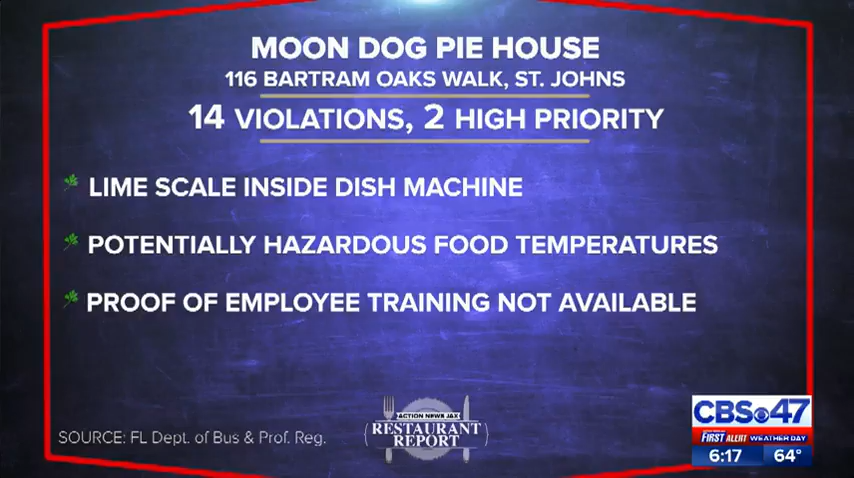 MOON DOG PIE HOUSE
116 BARTRAM OAKS WALK, ST. JOHNS
14 VIOLATIONS, 2 HIGH PRIORITY
LIME SCALE INSIDE DISH MACHINE
POTENTIALLY HAZARDOUS FOOD TEMPERATURES
PROOF OF EMPLOYEE TRAINING NOT AVAILABLE
SOURCE: FL Dept. of Bus & Prof. Reg.
ACTION NEWS JAX
RESTAURANT
REPORT
CBS 47
FIRST ALERT WEATHER DAY
6:17 64°